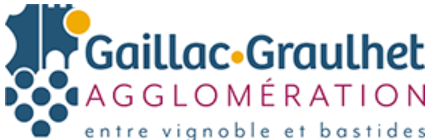 Gaillac•Graulhet
AGGLOMÉRATION
entre vignoble et bastides